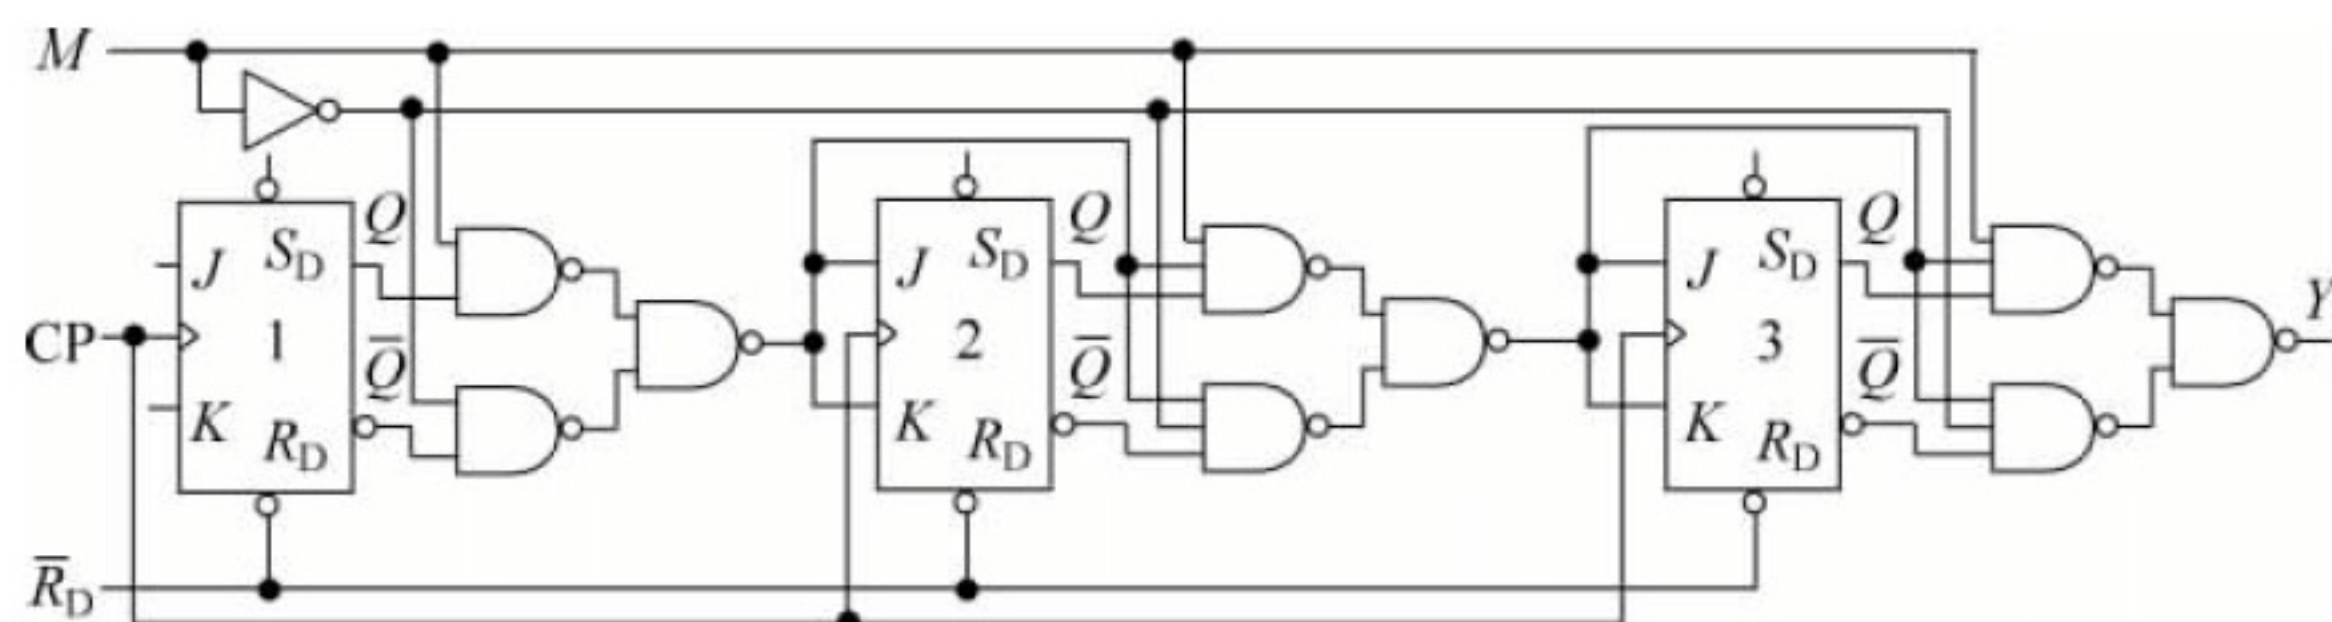 M
Q Q Q
J S_D J S_D J S_D Y
CP 1 2 3
Q̅ Q̅ Q̅
K R_D K R_D K R_D
R̅_D